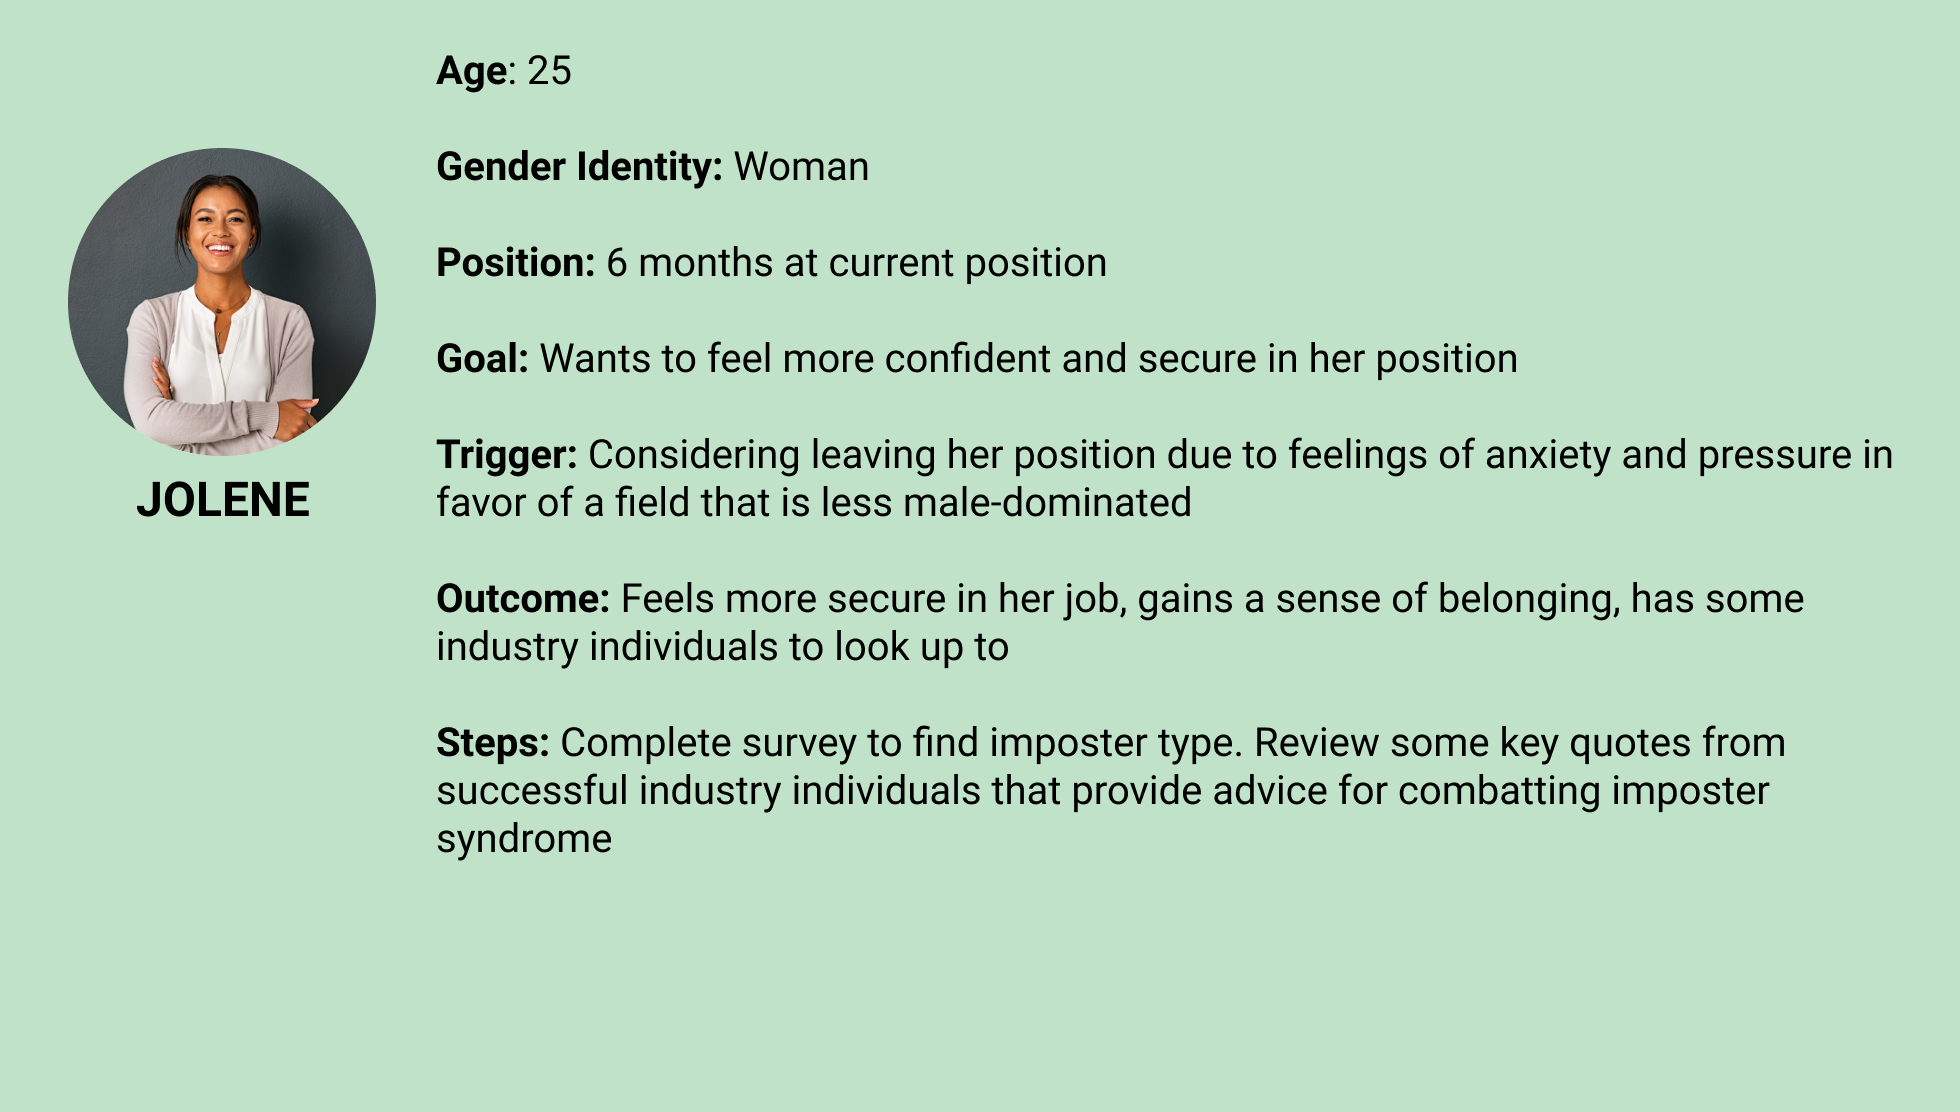 Age: 25
Gender Identity: Woman
Position: 6 months at current position
Goal: Wants to feel more confident and secure in her position
Trigger: Considering leaving her position due to feelings of anxiety and pressure in
favor of a field that is less male-dominated
JOLENE
Outcome: Feels more secure in her job, gains a sense of belonging, has some
industry individuals to look up to
Steps: Complete survey to find imposter type. Review some key quotes from
successful industry individuals that provide advice for combatting imposter
syndrome